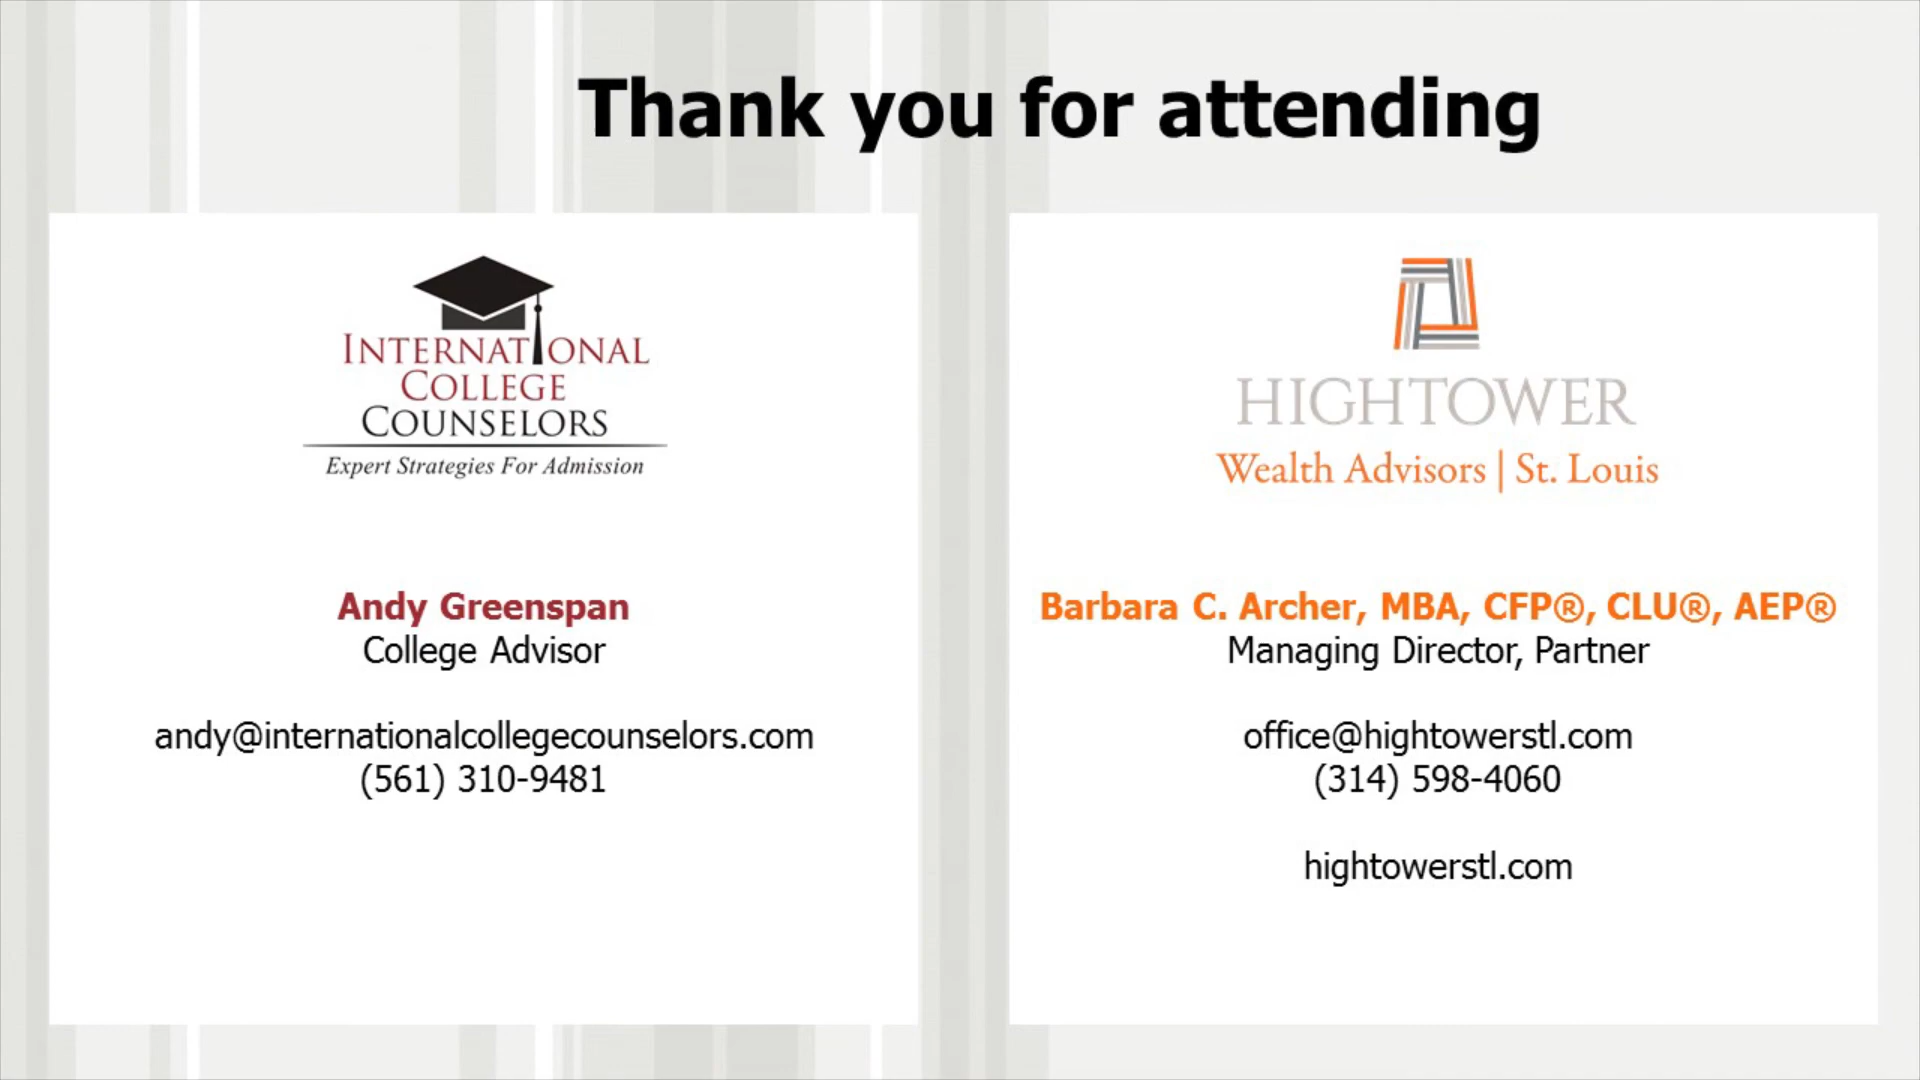 Thank you for attending
INTERNATIONAL
COLLEGE
COUNSELORS
Expert Strategies For Admission
Andy Greenspan
College Advisor
andy@internationalcollegecounselors.com
(561) 310-9481
HIGHTOWER
Wealth Advisors | St. Louis
Barbara C. Archer, MBA, CFP®, CLU®, AEP®
Managing Director, Partner
office@hightowerstl.com
(314) 598-4060
hightowerstl.com